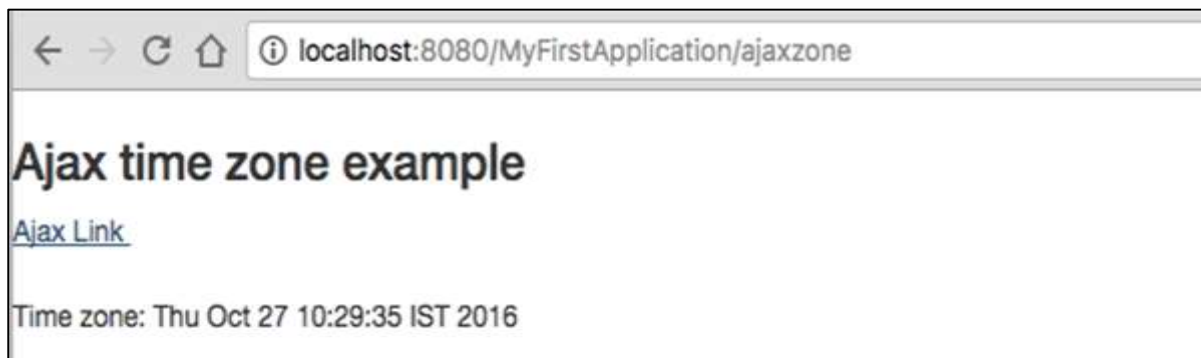 localhost:8080/MyFirstApplication/ajaxzone
Ajax time zone example
Ajax Link
Time zone: Thu Oct 27 10:29:35 IST 2016